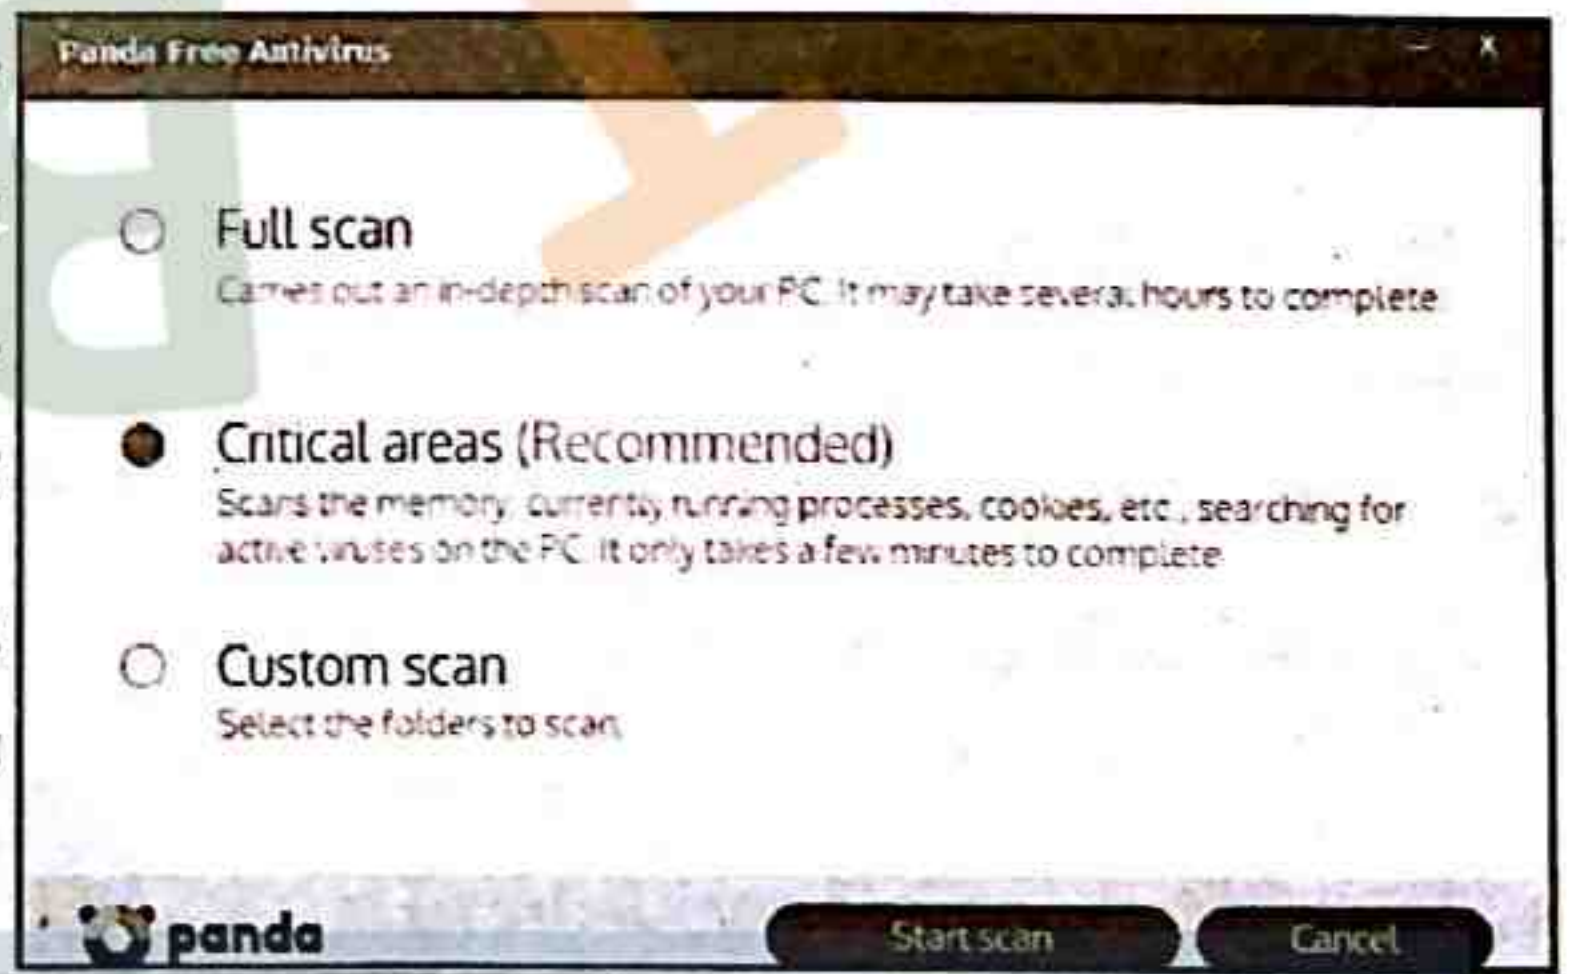 Panda Free Antivirus
Full scan
Carries out an in-depth scan of your PC. It may take several hours to complete.
Critical areas (Recommended)
Scans the memory, currently running processes, cookies, etc., searching for
active viruses on the PC. It only takes a few minutes to complete.
Custom scan
Select the folders to scan.
panda
Start scan
Cancel